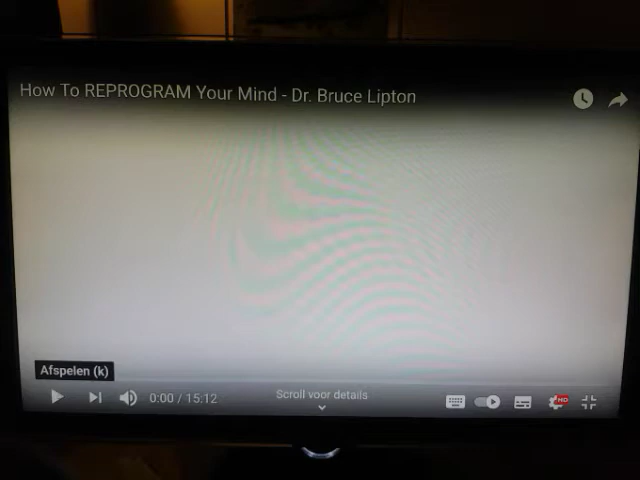 How To REPROGRAM Your Mind - Dr. Bruce Lipton
Afspelen (k)
0:00 / 15:12
Scroll voor details
HD